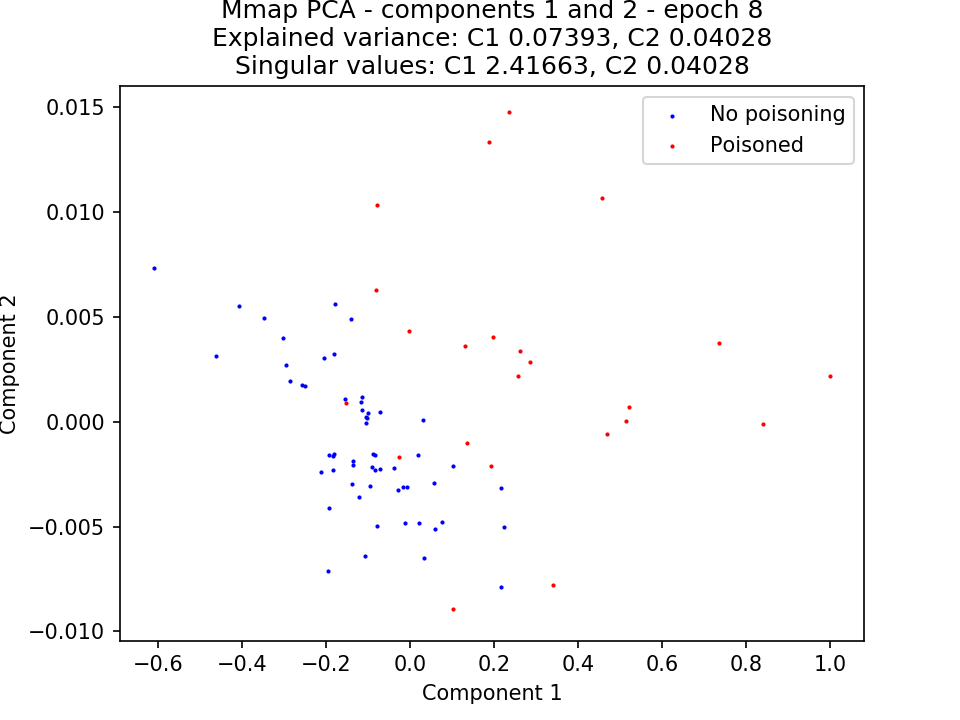 Mmap PCA - components 1 and 2 - epoch 8
Explained variance: C1 0.07393, C2 0.04028
Singular values: C1 2.41663, C2 0.04028
No poisoning
Poisoned
0.015
0.010
0.005
0.000
−0.005
−0.010
Component 2
−0.6
−0.4
−0.2
0.0
0.2
0.4
0.6
0.8
1.0
Component 1